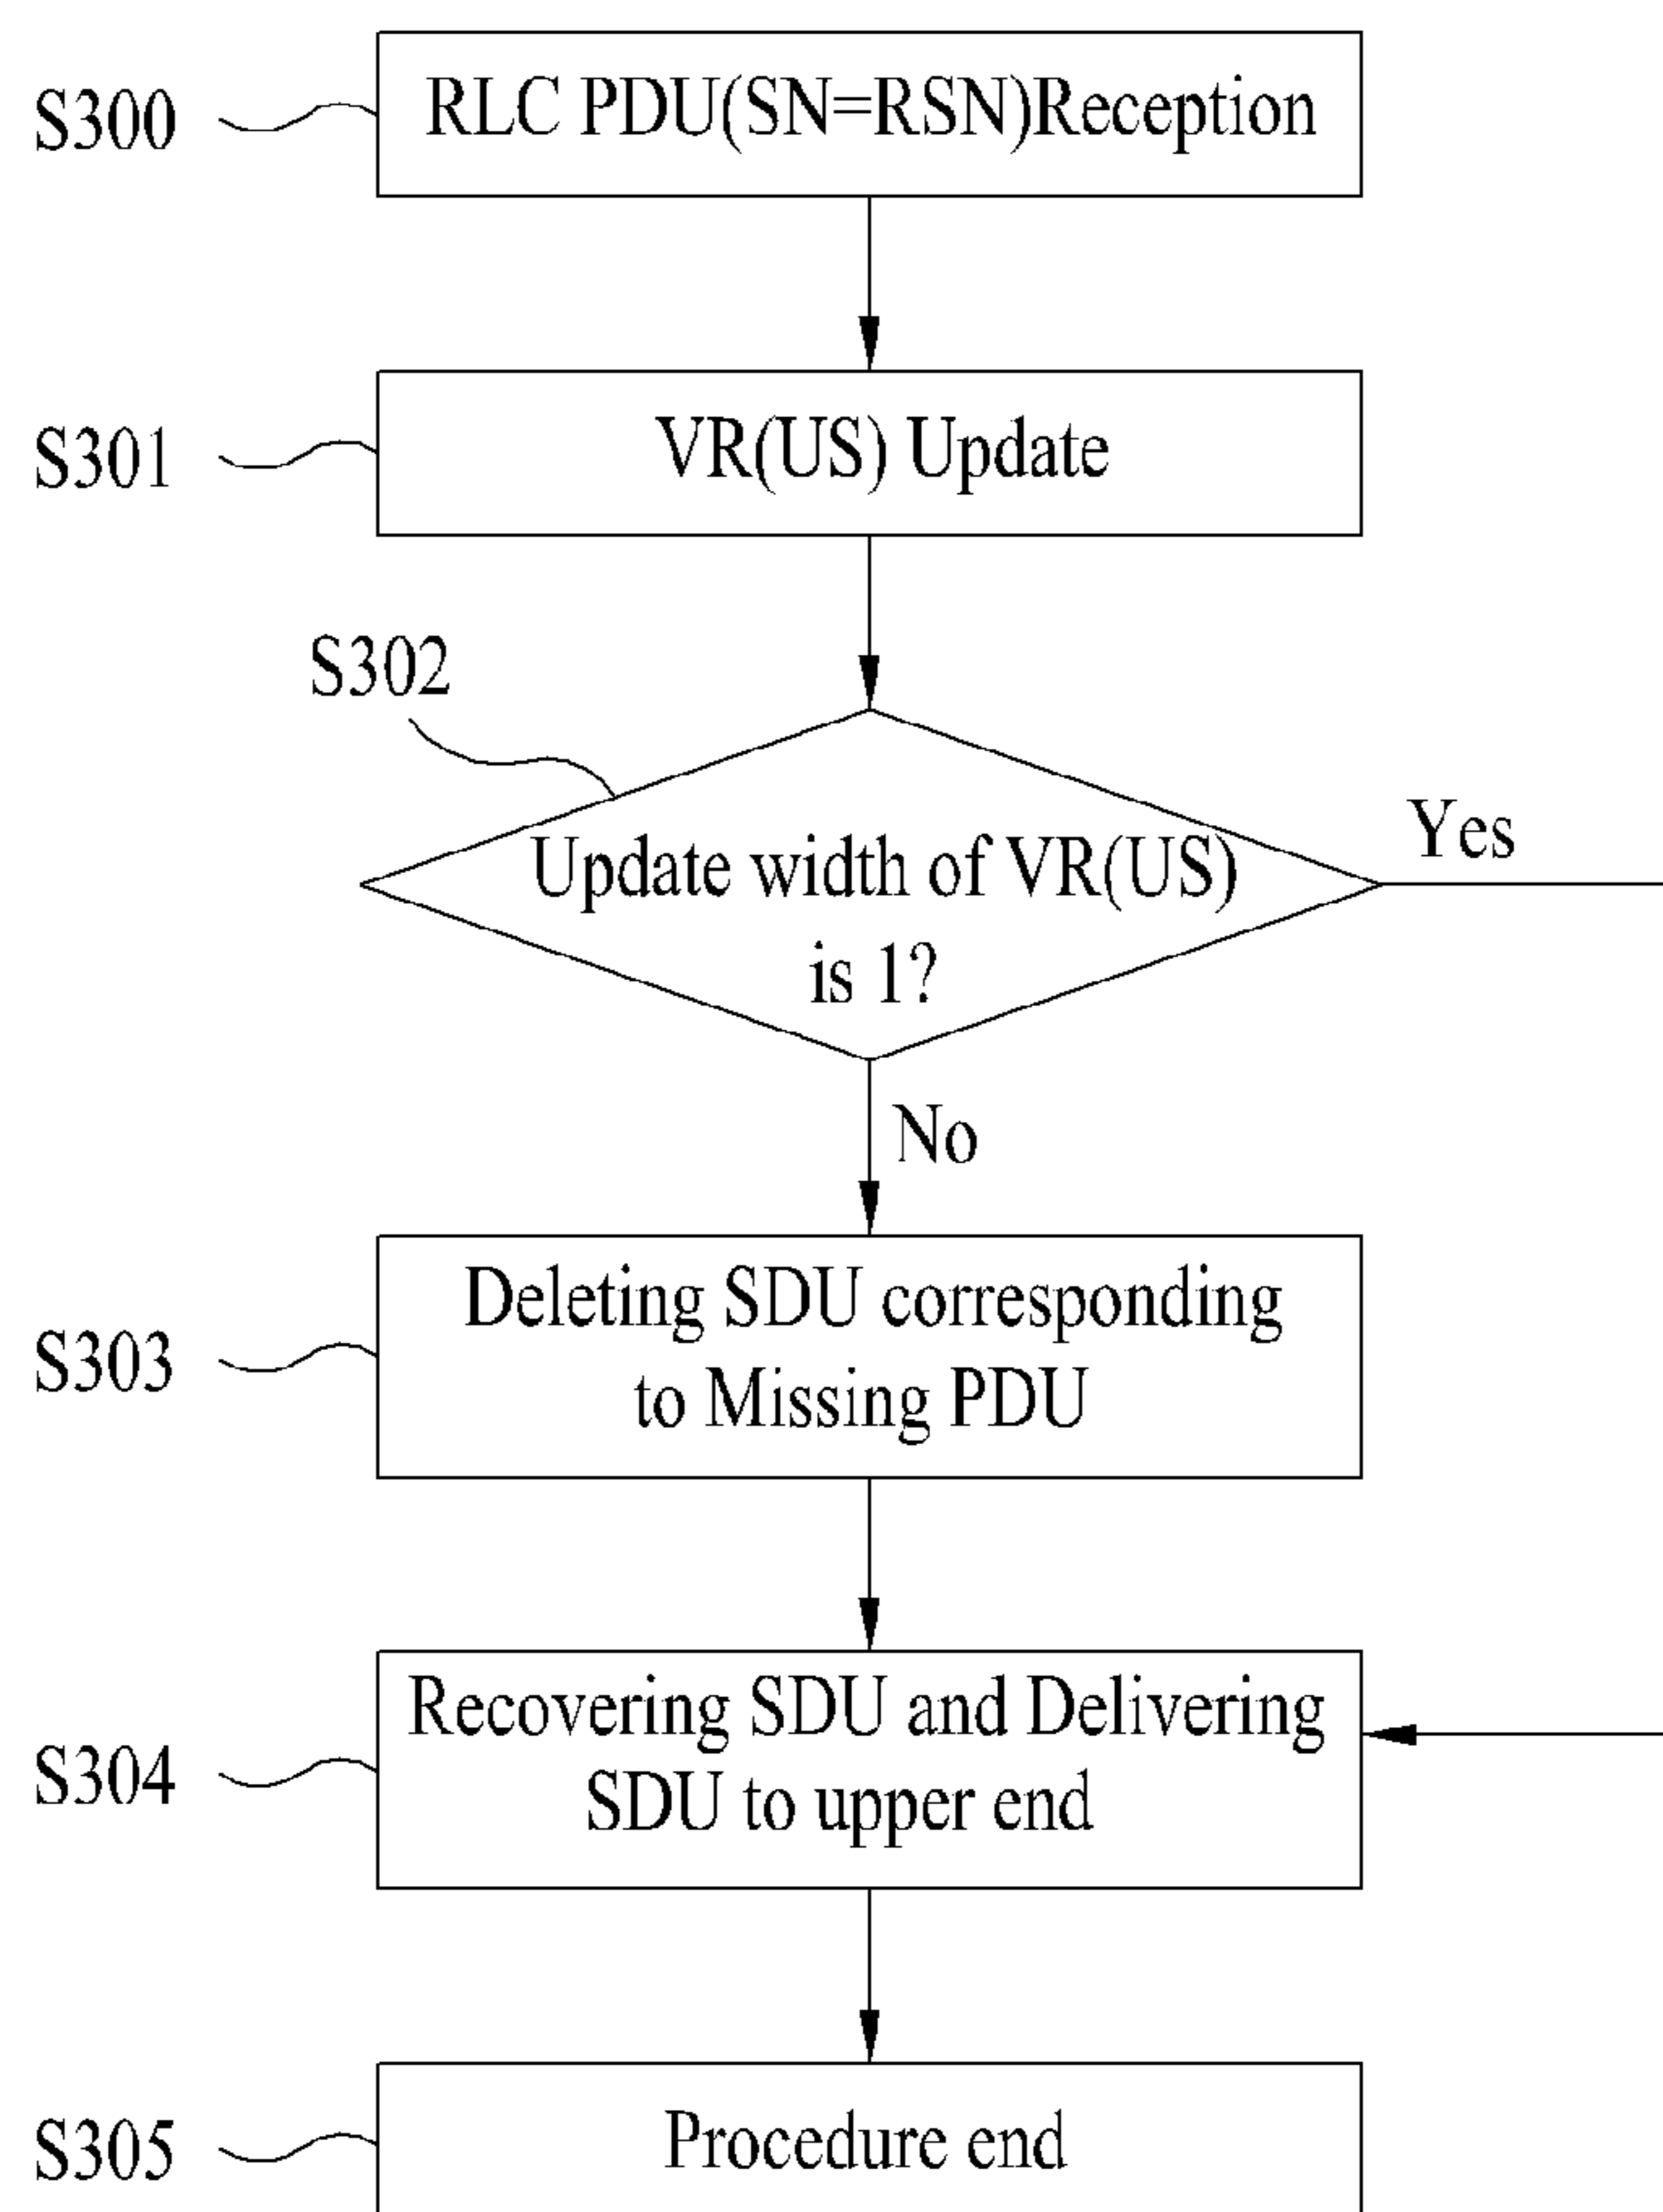 S300
RLC PDU(SN=RSN)Reception
S301
VR(US) Update
S302
Update width of VR(US)
is 1?
Yes
No
S303
Deleting SDU corresponding
to Missing PDU
S304
Recovering SDU and Delivering
SDU to upper end
S305
Procedure end